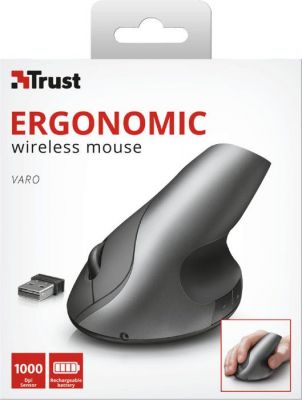 Trust
ERGONOMIC
wireless mouse
VARO
1000
Dpi
Sensor
Rechargeable
battery